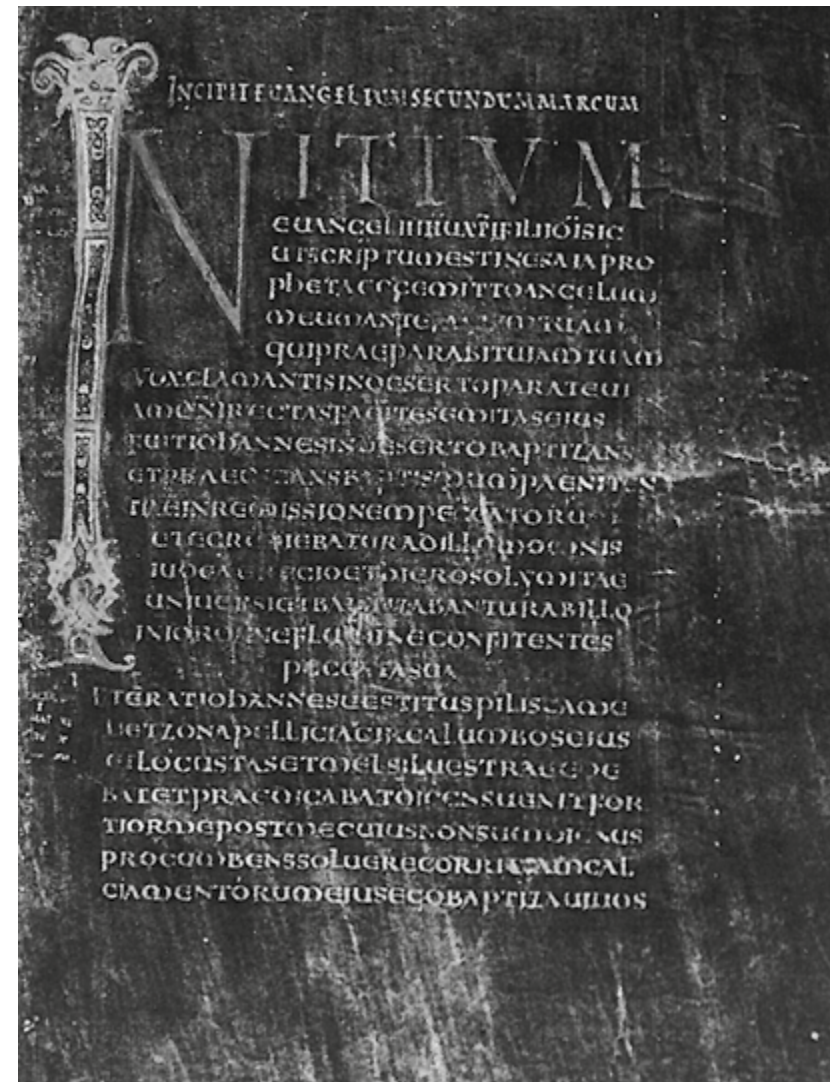 INCIPIT EVANGELIUM SECUNDUM MARCUM
INITIVM
EUANGELII IHU XPI FILII DI SIC
UT SCRIPTUM EST IN ESAIA PRO
PHETA ECCE MITTO ANGELUM
MEUM ANTE TUAM
QUI PRAEPARABIT UIAM TUAM
UOX CLAMANTIS IN DESERTO PARATE UI
AM DNI RECTAS FACITE SEMITAS EIUS
FUIT IOHANNES IN DESERTO BAPTIZANS
ET PRAEDICANS BAPTISMUM PAENITEN
TIAE IN REMISSIONEM PECCATORUM
ET EGREDIEBATUR AD ILLUM OMNIS
IUDEAE REGIO ET HIEROSOLYMITAE
UNIUERSI ET BAPTIZABANTUR AB ILLO
IN IORDANE FLUMINE CONFITENTES
PECCATA SUA
ET ERAT IOHANNES UESTITUS PILIS CAME
LI ET ZONA PELLICIA CIRCA LUMBOS EIUS
ET LOCUSTAS ET MEL SILUESTRAE EDE
BAT ET PRAEDICABAT DICENS UENIT FOR
TIOR ME POST ME CUIUS NON SUM DIGNUS
PROCUMBENS SOLUERE CORRIGIAM CAL
CIAMENTORUM EIUS EGO BAPTIZAUI UOS